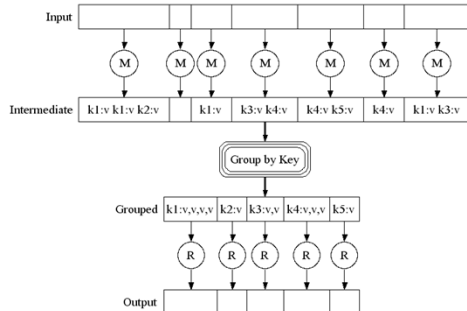 Input
M M M M M M M
Intermediate k1:v k1:v k2:v k1:v k3:v k4:v k4:v k5:v k4:v k1:v k3:v
Group by Key
Grouped k1:v,v,v,v k2:v k3:v,v k4:v,v,v k5:v
R R R R R
Output